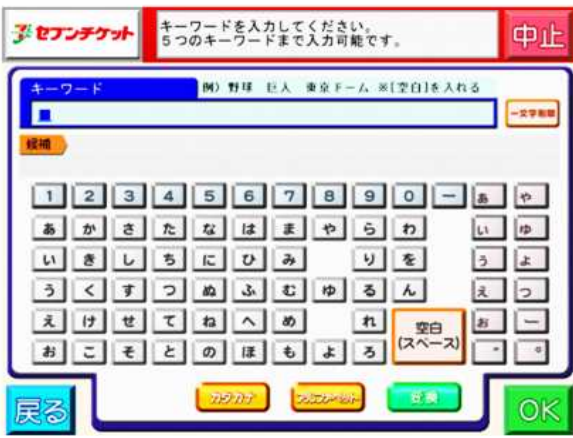 セブンチケット
キーワードを入力してください。
5つのキーワードまで入力可能です。
中止
キーワード
例）野球 巨人 東京ドーム ※[空白]を入れる
一文字削除
候補
1 2 3 4 5 6 7 8 9 0 ー ぁ ゃ
あ か さ た な は ま や ら わ ぃ ゅ
い き し ち に ひ み り を ぅ ょ
う く す つ ぬ ふ む ゆ る ん ぇ っ
え け せ て ね へ め れ ぉ ー
お こ そ と の ほ も よ ろ ゛ ゜
空白
(スペース)
カタカナ
アルファベット
変換
戻る
OK